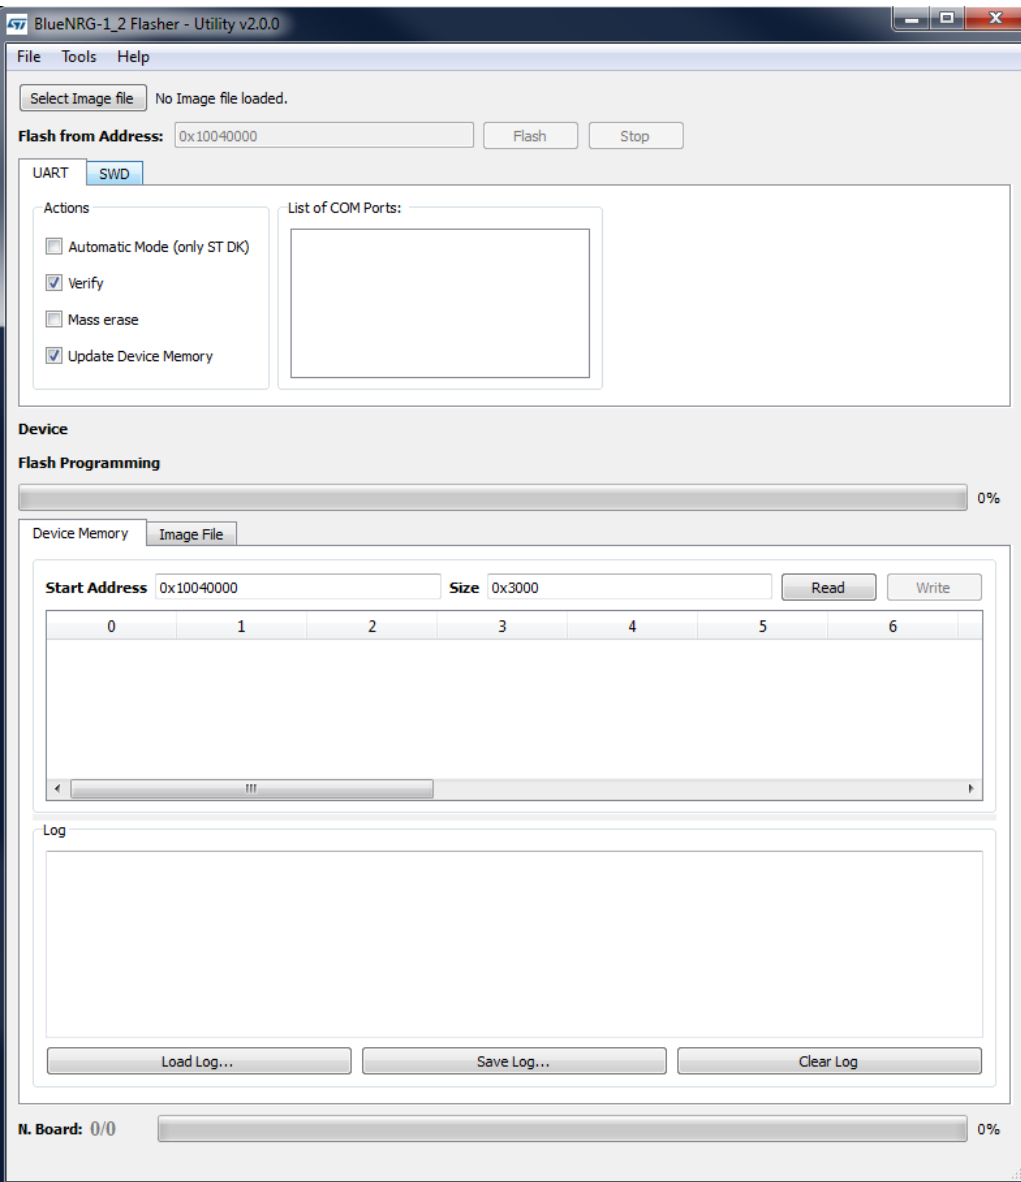 BlueNRG-1_2 Flasher - Utility v2.0.0
File Tools Help
Select Image file No Image file loaded.
Flash from Address: 0x10040000 Flash Stop
UART SWD
Actions List of COM Ports:
Automatic Mode (only ST DK)
Verify
Mass erase
Update Device Memory
Device
Flash Programming
0%
Device Memory Image File
Start Address 0x10040000 Size 0x3000 Read Write
0 1 2 3 4 5 6
Log
Load Log... Save Log... Clear Log
N. Board: 0/0 0%